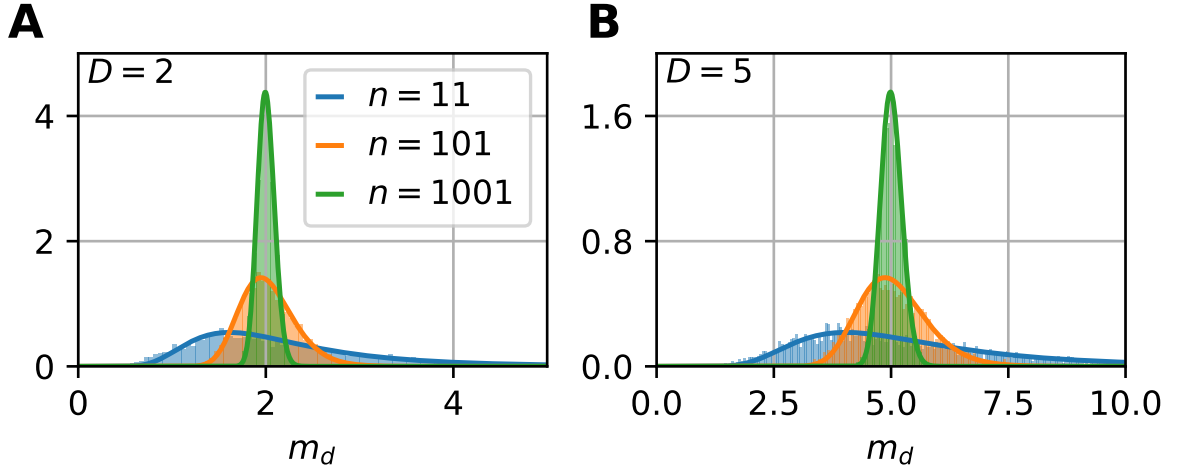 A
D = 2
n = 11
n = 101
n = 1001
4
2
0
0 2 4
m_d
B
D = 5
1.6
0.8
0.0
0.0 2.5 5.0 7.5 10.0
m_d